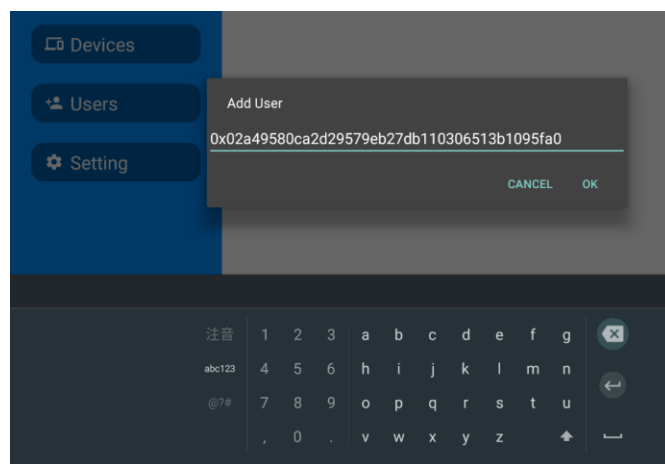 Devices
Users
Setting
Add User
0x02a49580ca2d29579eb27db110306513b1095fa0
CANCEL OK
注音 1 2 3 a b c d e f g
abc123 4 5 6 h i j k l m n
@?# 7 8 9 o p q r s t u
, 0 . v w x y z